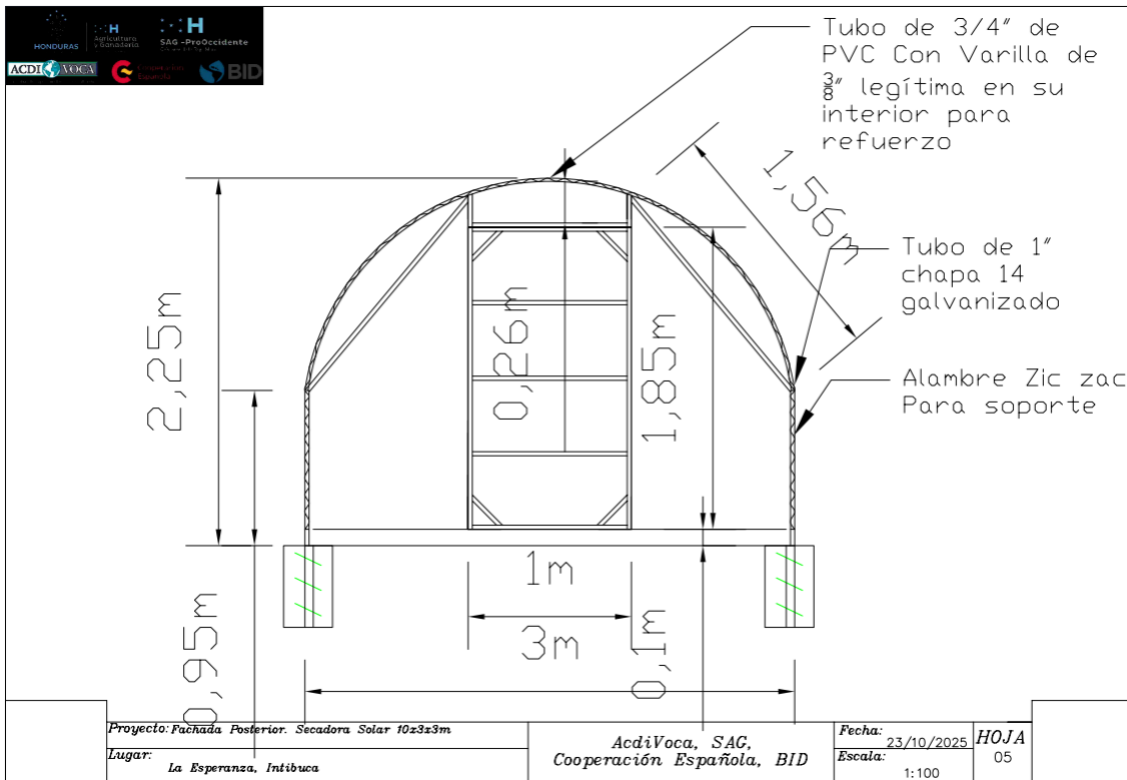 HONDURAS
Agricultura
y Ganadería
SAG -ProOccidente
ACDI VOCA
Cooperación
Española
BID
Tubo de 3/4" de
PVC Con Varilla de
3/8" legítima en su
interior para
refuerzo
1,56m
Tubo de 1"
chapa 14
galvanizado
Alambre Zic zac
Para soporte
2,25m
0,26m
1,85m
0,95m
1m
3m
0,1m
Proyecto: Fachada Posterior. Secadora Solar 10x3x3m
Lugar:
La Esperanza, Intibuca
AcdiVoca, SAG,
Cooperación Española, BID
Fecha:
23/10/2025
Escala:
1:100
HOJA
05